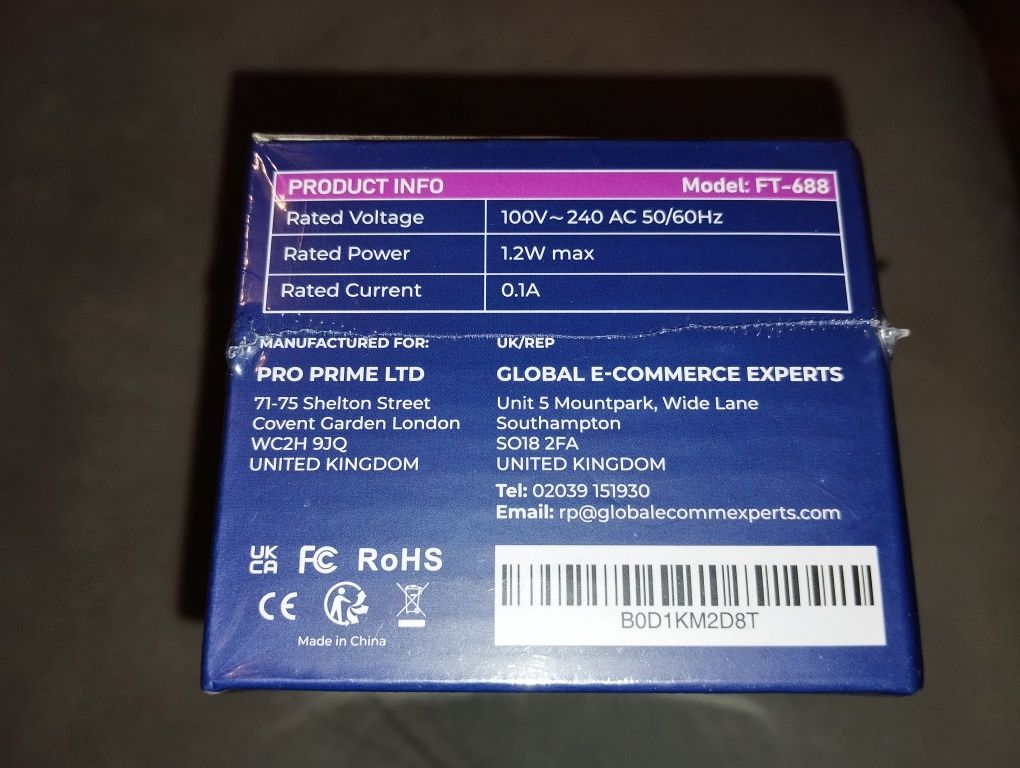 PRODUCT INFO Model: FT-688
Rated Voltage 100V~240 AC 50/60Hz
Rated Power 1.2W max
Rated Current 0.1A
MANUFACTURED FOR:
PRO PRIME LTD
71-75 Shelton Street
Covent Garden London
WC2H 9JQ
UNITED KINGDOM
UK/REP
GLOBAL E-COMMERCE EXPERTS
Unit 5 Mountpark, Wide Lane
Southampton
SO18 2FA
UNITED KINGDOM
Tel: 02039 151930
Email: rp@globalecommexperts.com
UK
CA
FC RoHS
CE
Made in China
B0D1KM2D8T